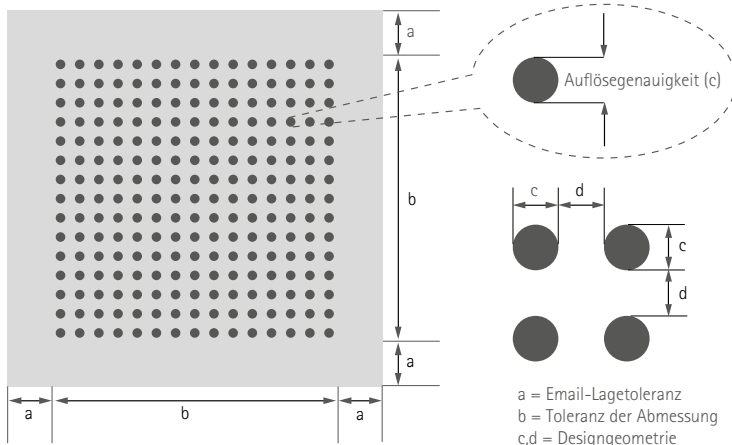 a
Auflösegenauigkeit (c)
b
c
d
c
d
a
a
b
a
a = Email-Lagetoleranz
b = Toleranz der Abmessung
c,d = Designgeometrie